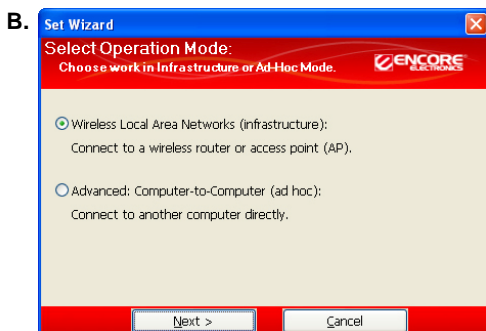 B.
Set Wizard
Select Operation Mode:
Choose work in Infrastructure or Ad-Hoc Mode.
ENCORE
ELECTRONICS
Wireless Local Area Networks (infrastructure):
Connect to a wireless router or access point (AP).
Advanced: Computer-to-Computer (ad hoc):
Connect to another computer directly.
Next >
Cancel